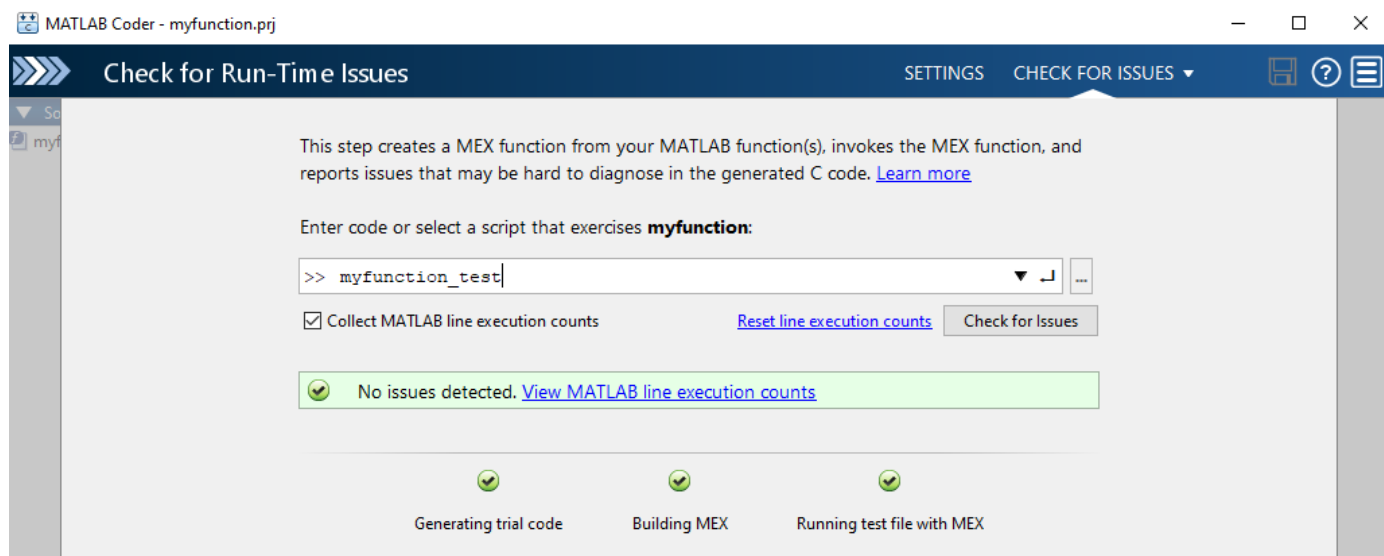 MATLAB Coder - myfunction.prj
Check for Run-Time Issues
SETTINGS
CHECK FOR ISSUES
This step creates a MEX function from your MATLAB function(s), invokes the MEX function, and
reports issues that may be hard to diagnose in the generated C code. Learn more
Enter code or select a script that exercises myfunction:
>> myfunction_test
...
Collect MATLAB line execution counts
Reset line execution counts
Check for Issues
No issues detected. View MATLAB line execution counts
Generating trial code
Building MEX
Running test file with MEX